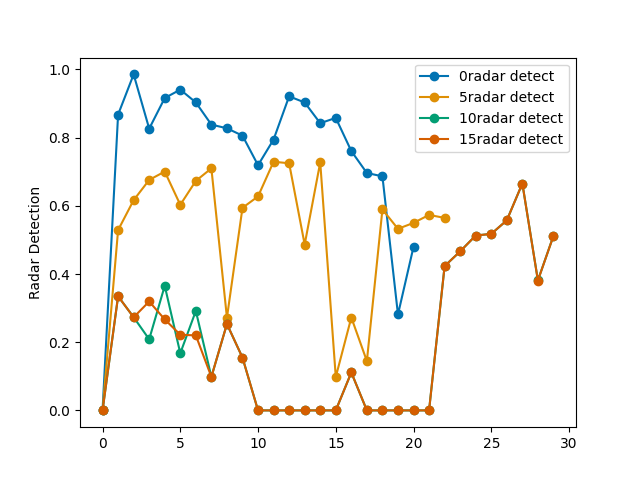 0radar detect
5radar detect
10radar detect
15radar detect
Radar Detection
1.0
0.8
0.6
0.4
0.2
0.0
0 5 10 15 20 25 30